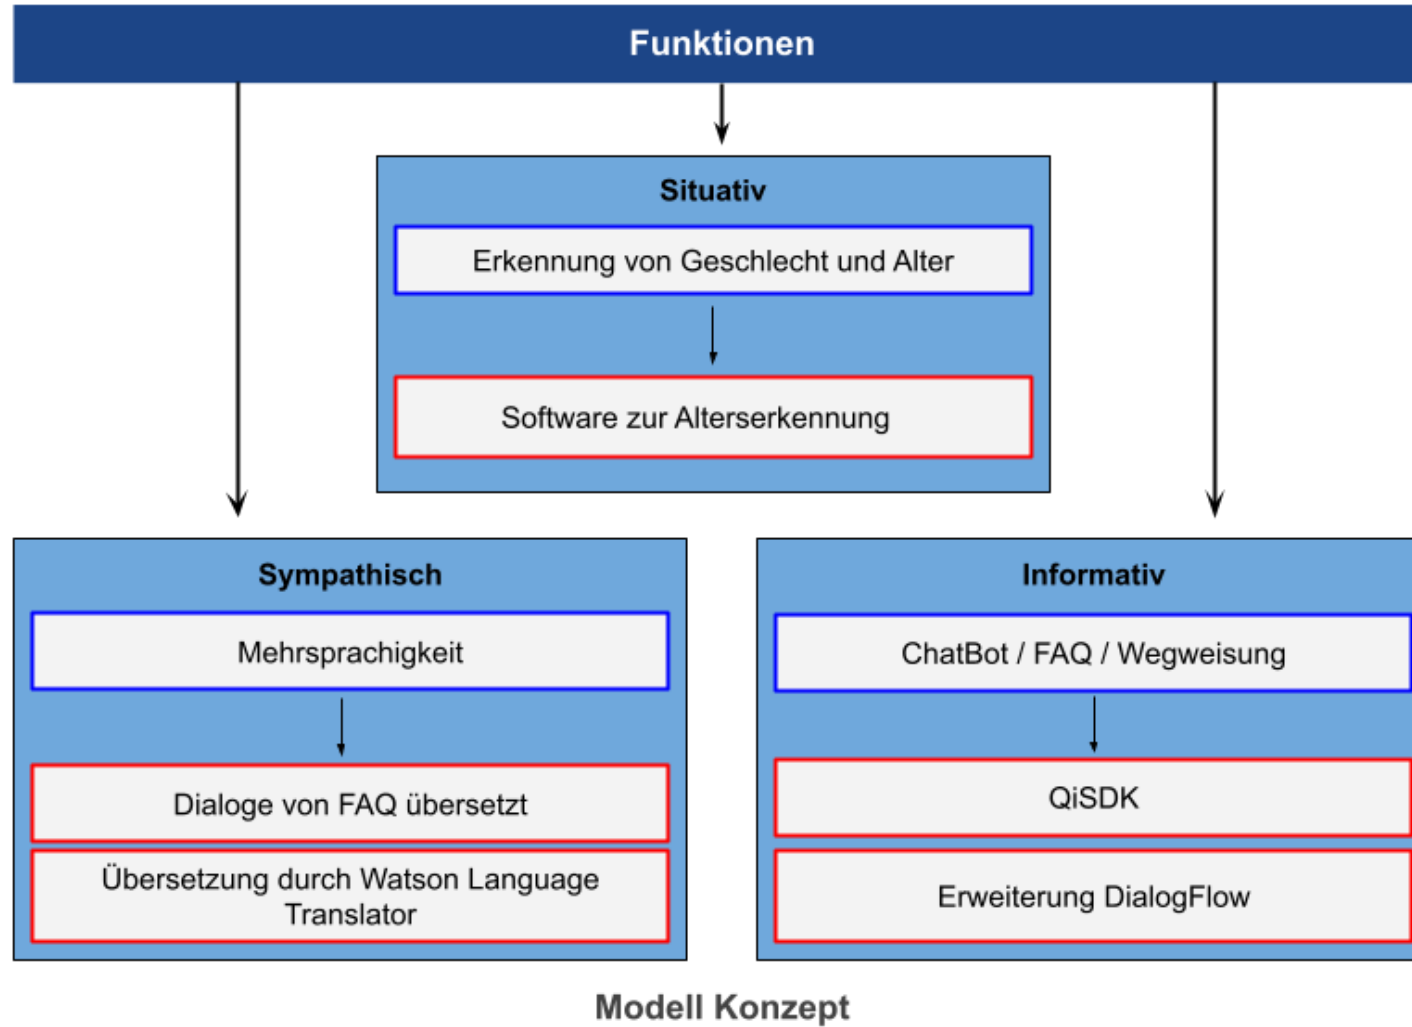 Funktionen
Situativ
Erkennung von Geschlecht und Alter
Software zur Alterserkennung
Sympathisch
Mehrsprachigkeit
Dialoge von FAQ übersetzt
Übersetzung durch Watson Language
Translator
Informativ
ChatBot / FAQ / Wegweisung
QiSDK
Erweiterung DialogFlow
Modell Konzept